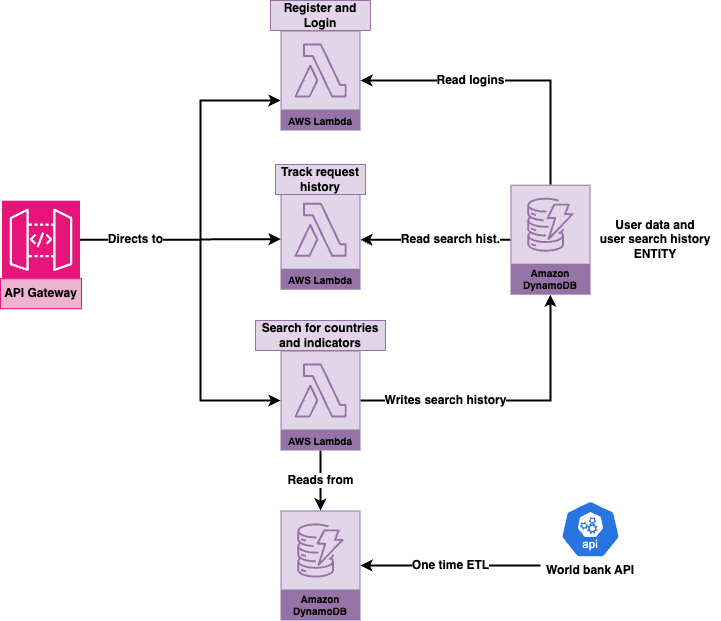 Register and
Login
AWS Lambda
Read logins
Track request
history
AWS Lambda
</>
API Gateway
Directs to
Read search hist.
Amazon
DynamoDB
User data and
user search history
ENTITY
Search for countries
and indicators
AWS Lambda
Writes search history
Reads from
Amazon
DynamoDB
One time ETL
api
World bank API